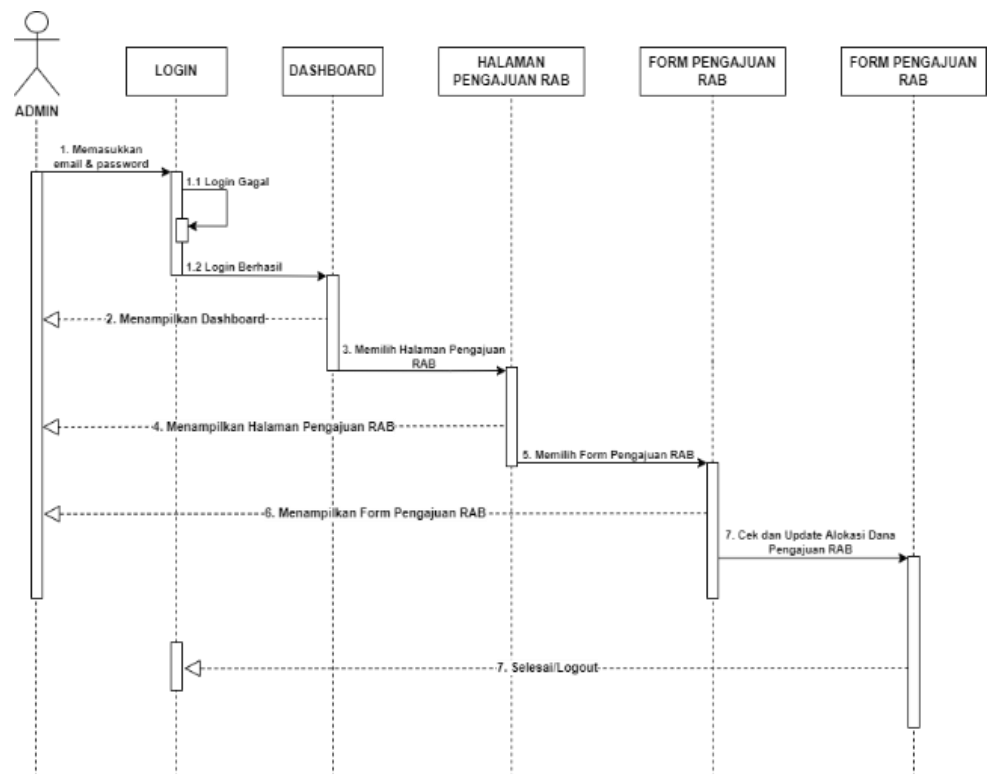 LOGIN
DASHBOARD
HALAMAN
PENGAJUAN RAB
FORM PENGAJUAN
RAB
FORM PENGAJUAN
RAB
ADMIN
1. Memasukkan
email & password
1.1 Login Gagal
1.2 Login Berhasil
2. Menampilkan Dashboard
3. Memilih Halaman Pengajuan
RAB
4. Menampilkan Halaman Pengajuan RAB
5. Memilih Form Pengajuan RAB
6. Menampilkan Form Pengajuan RAB
7. Cek dan Update Alokasi Dana
Pengajuan RAB
7. Selesai/Logout